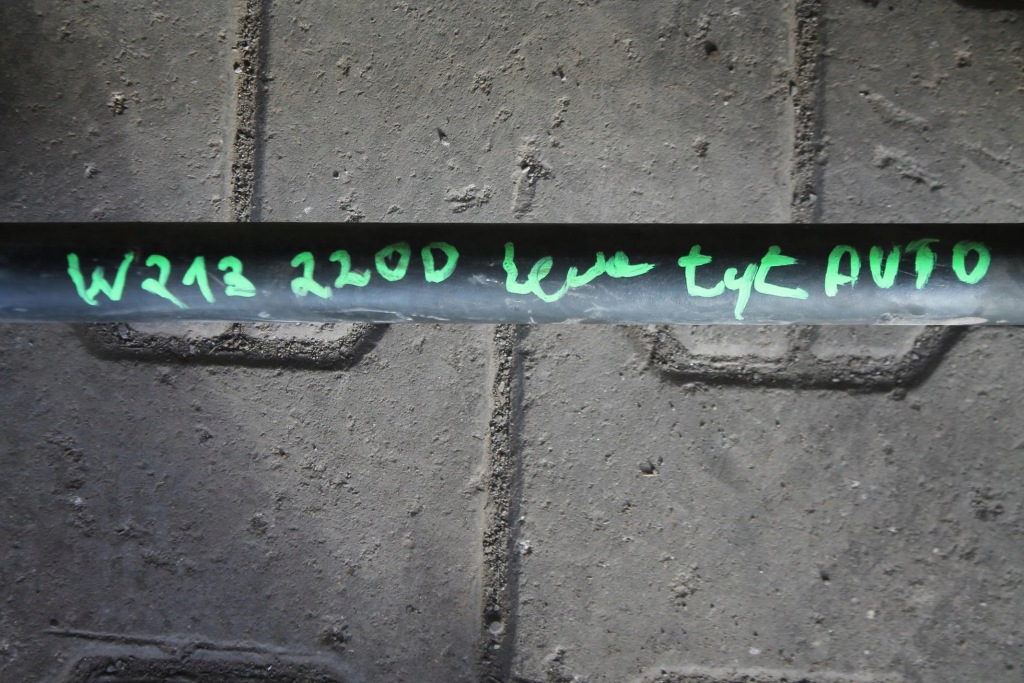 W213 220D lewa tył AUTO